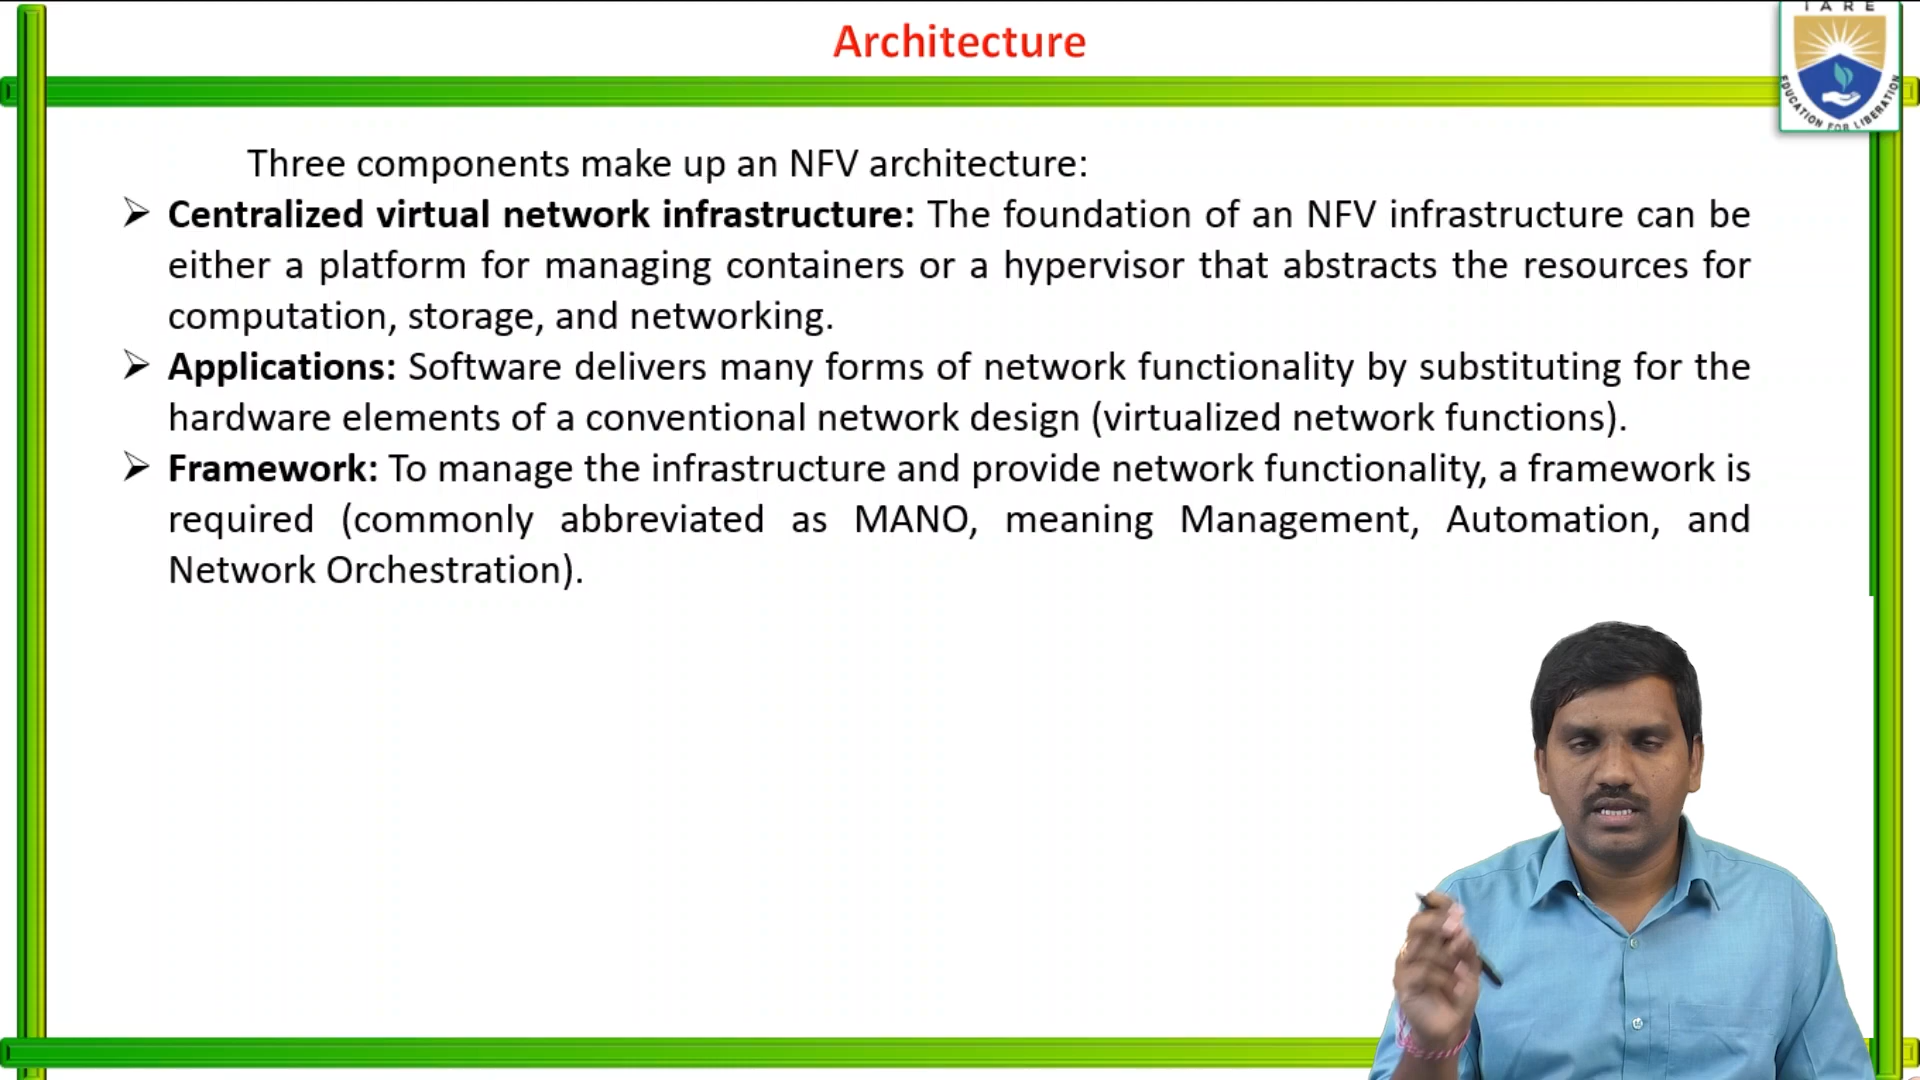 Architecture
IARE
EDUCATION FOR LIBERATION
Three components make up an NFV architecture:
➢ Centralized virtual network infrastructure: The foundation of an NFV infrastructure can be
either a platform for managing containers or a hypervisor that abstracts the resources for
computation, storage, and networking.
➢ Applications: Software delivers many forms of network functionality by substituting for the
hardware elements of a conventional network design (virtualized network functions).
➢ Framework: To manage the infrastructure and provide network functionality, a framework is
required (commonly abbreviated as MANO, meaning Management, Automation, and
Network Orchestration).